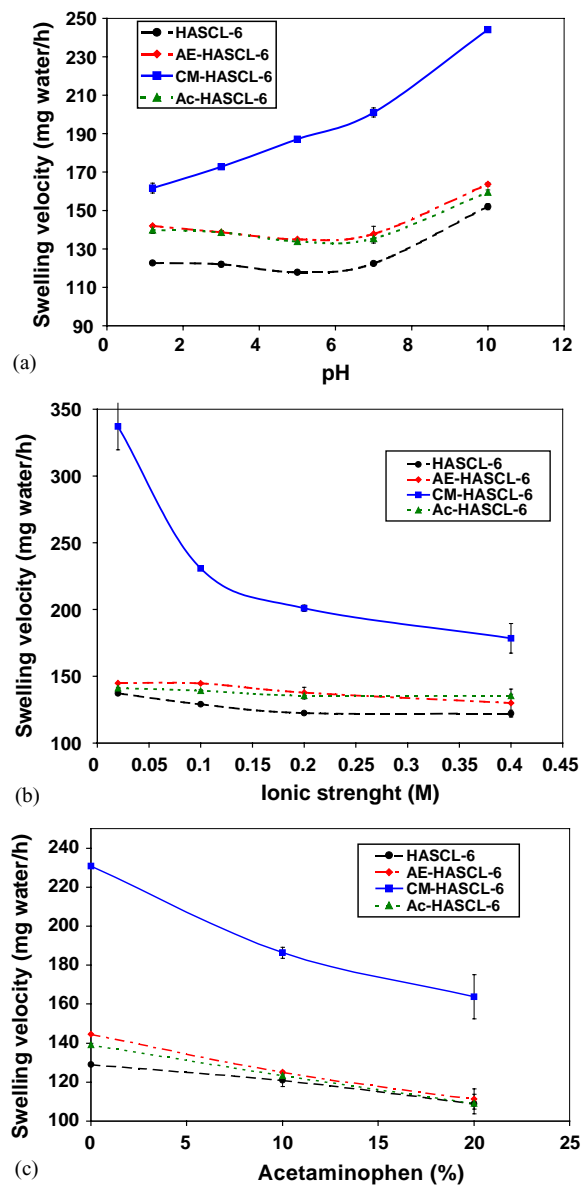 250
230
210
190
170
150
130
110
90
Swelling velocity (mg water/h)
HASCL-6
AE-HASCL-6
CM-HASCL-6
Ac-HASCL-6
0 2 4 6 8 10 12
pH
(a)
350
300
250
200
150
100
Swelling velocity (mg water/h)
HASCL-6
AE-HASCL-6
CM-HASCL-6
Ac-HASCL-6
0 0.05 0.1 0.15 0.2 0.25 0.3 0.35 0.4 0.45
Ionic strenght (M)
(b)
240
220
200
180
160
140
120
100
Swelling velocity (mg water/h)
HASCL-6
AE-HASCL-6
CM-HASCL-6
Ac-HASCL-6
0 5 10 15 20 25
Acetaminophen (%)
(c)